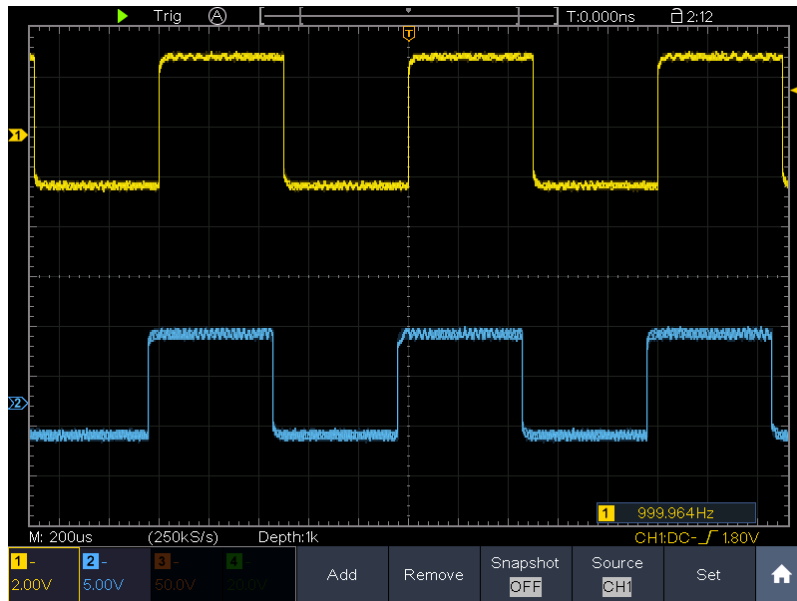 Trig A T:0.000ns 2:12
T
1
2
1 999.964Hz
M: 200us (250kS/s) Depth:1k CH1:DC- 1.80V
1 - 2 - 3 - 4 - Snapshot Source
2.00V 5.00V 50.0V 20.0V Add Remove OFF CH1 Set